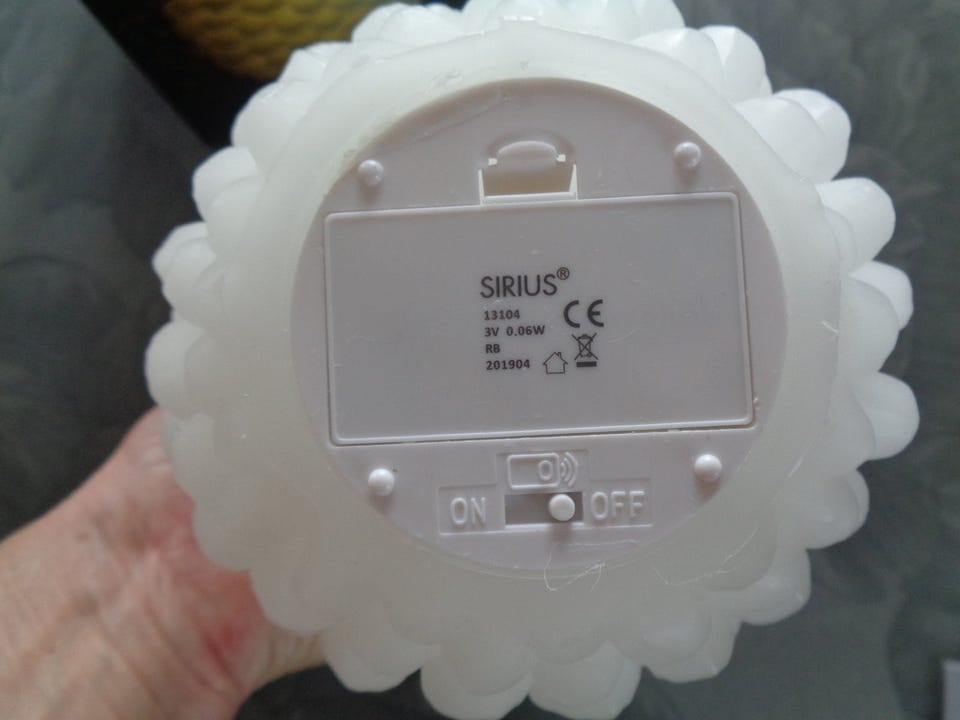 SIRIUS®
13104
CE
3V 0.06W
RB
201904
ON OFF